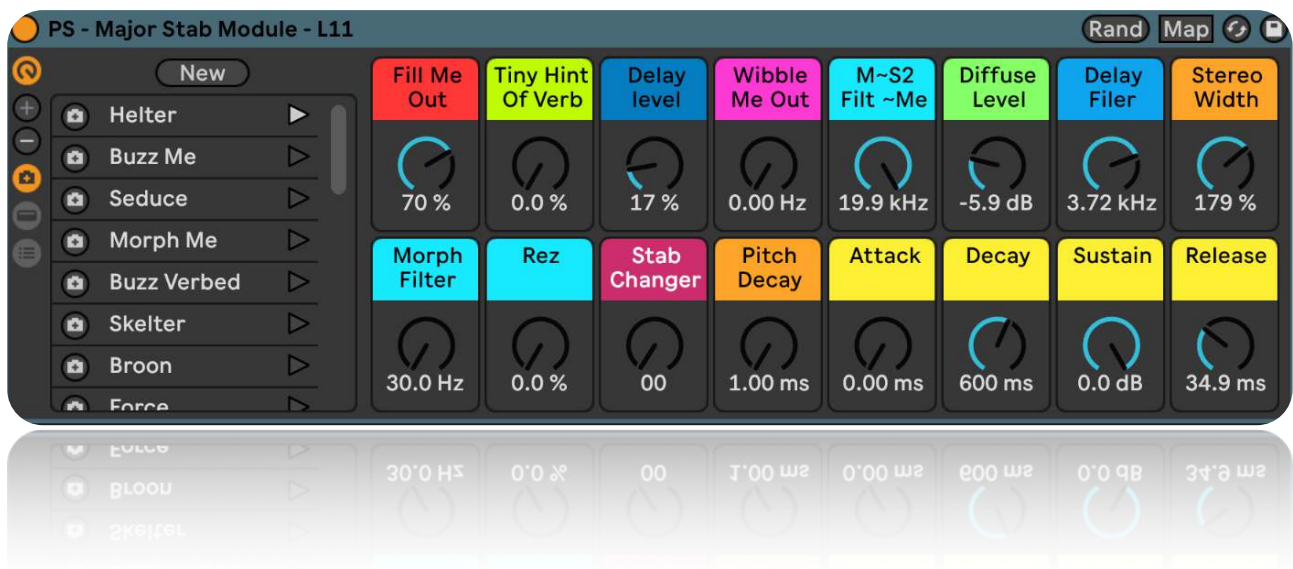 PS - Major Stab Module - L11
Rand Map
New
Helter
Buzz Me
Seduce
Morph Me
Buzz Verbed
Skelter
Broon
Force
Fill Me
Out
70 %
Tiny Hint
Of Verb
0.0 %
Delay
level
17 %
Wibble
Me Out
0.00 Hz
M~S2
Filt ~Me
19.9 kHz
Diffuse
Level
-5.9 dB
Delay
Filer
3.72 kHz
Stereo
Width
179 %
Morph
Filter
30.0 Hz
Rez
0.0 %
Stab
Changer
00
Pitch
Decay
1.00 ms
Attack
0.00 ms
Decay
600 ms
Sustain
0.0 dB
Release
34.9 ms